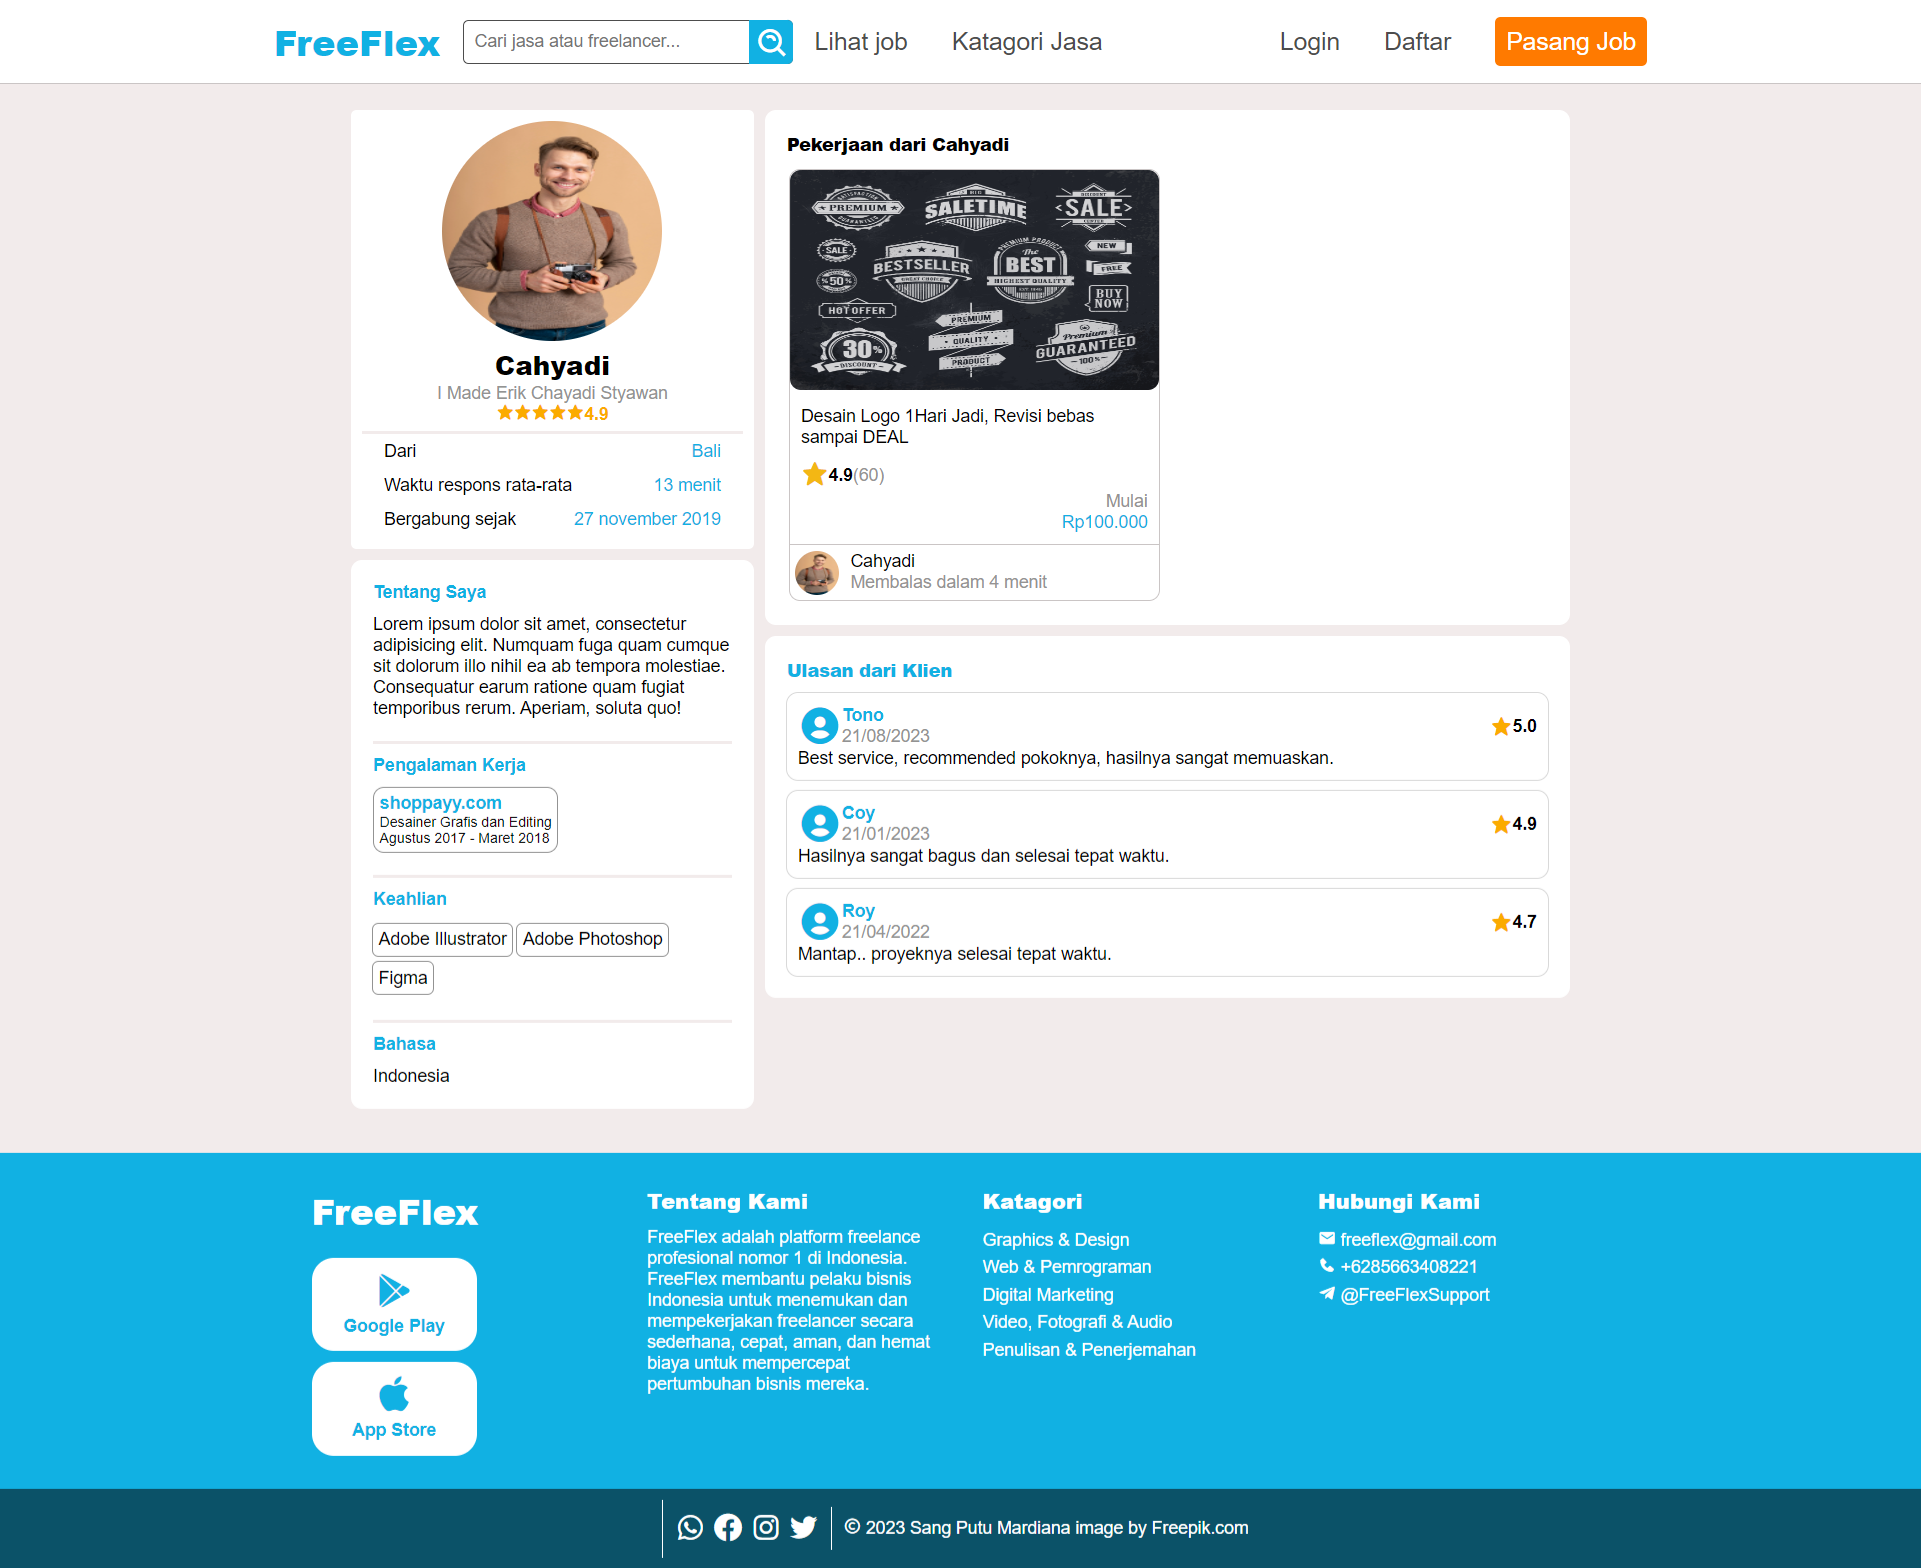 FreeFlex
Cari jasa atau freelancer...
Lihat job
Katagori Jasa
Login
Daftar
Pasang Job
Cahyadi
I Made Erik Chayadi Styawan
4.9
Dari
Bali
Waktu respons rata-rata
13 menit
Bergabung sejak
27 november 2019
Tentang Saya
Lorem ipsum dolor sit amet, consectetur
adipisicing elit. Numquam fuga quam cumque
sit dolorum illo nihil ea ab tempora molestiae.
Consequatur earum ratione quam fugiat
temporibus rerum. Aperiam, soluta quo!
Pengalaman Kerja
shoppayy.com
Desainer Grafis dan Editing
Agustus 2017 - Maret 2018
Keahlian
Adobe Illustrator
Adobe Photoshop
Figma
Bahasa
Indonesia
Pekerjaan dari Cahyadi
SATISFACTION
PREMIUM
GUARANTEED
BIG
SALETIME
DISCOUNT
SALE
SALE
50%
HOT OFFER
BESTSELLER
GREAT CHOICE
PREMIUM PRODUCT
The
BEST
HIGHEST QUALITY
NEW
FREE
BUY
NOW
30%
DISCOUNT
PREMIUM
QUALITY
PRODUCT
Premium
GUARANTEED
100%
Desain Logo 1Hari Jadi, Revisi bebas
sampai DEAL
4.9(60)
Mulai
Rp100.000
Cahyadi
Membalas dalam 4 menit
Ulasan dari Klien
Tono
21/08/2023
5.0
Best service, recommended pokoknya, hasilnya sangat memuaskan.
Coy
21/01/2023
4.9
Hasilnya sangat bagus dan selesai tepat waktu.
Roy
21/04/2022
4.7
Mantap.. proyeknya selesai tepat waktu.
FreeFlex
Google Play
App Store
Tentang Kami
FreeFlex adalah platform freelance
profesional nomor 1 di Indonesia.
FreeFlex membantu pelaku bisnis
Indonesia untuk menemukan dan
mempekerjakan freelancer secara
sederhana, cepat, aman, dan hemat
biaya untuk mempercepat
pertumbuhan bisnis mereka.
Katagori
Graphics & Design
Web & Pemrograman
Digital Marketing
Video, Fotografi & Audio
Penulisan & Penerjemahan
Hubungi Kami
freeflex@gmail.com
+6285663408221
@FreeFlexSupport
© 2023 Sang Putu Mardiana image by Freepik.com